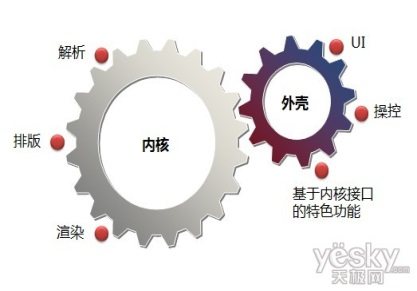 解析
UI
外壳
操控
排版
内核
基于内核接口
的特色功能
渲染
yesky
天极网.com